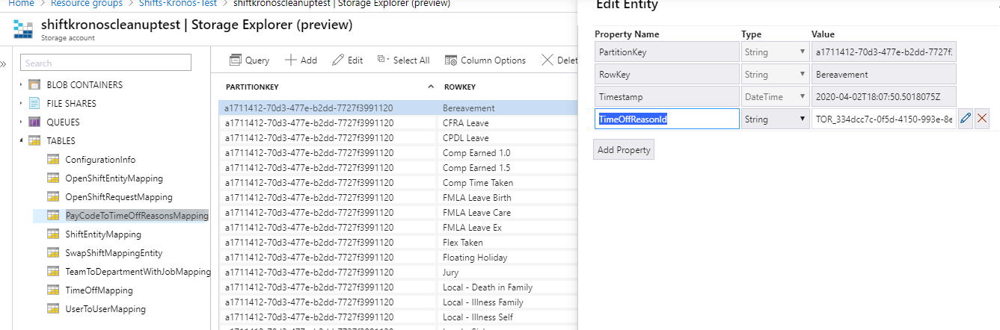 Home > Resource groups > Shifts-Kronos-Test > shiftkronoscleanuptest | Storage Explorer (preview)
shiftkronoscleanuptest | Storage Explorer (preview)
Storage account
Search
BLOB CONTAINERS
FILE SHARES
QUEUES
TABLES
ConfigurationInfo
OpenShiftEntityMapping
OpenShiftRequestMapping
PayCodeToTimeOffReasonsMapping
ShiftEntityMapping
SwapShiftMappingEntity
TeamToDepartmentWithJobMapping
TimeOffMapping
UserToUserMapping
Query Add Edit Select All Column Options Delet
PARTITIONKEY ROWKEY
a1711412-70d3-477e-b2dd-7727f3991120 Bereavement
a1711412-70d3-477e-b2dd-7727f3991120 CFRA Leave
a1711412-70d3-477e-b2dd-7727f3991120 CPDL Leave
a1711412-70d3-477e-b2dd-7727f3991120 Comp Earned 1.0
a1711412-70d3-477e-b2dd-7727f3991120 Comp Earned 1.5
a1711412-70d3-477e-b2dd-7727f3991120 Comp Time Taken
a1711412-70d3-477e-b2dd-7727f3991120 FMLA Leave Birth
a1711412-70d3-477e-b2dd-7727f3991120 FMLA Leave Care
a1711412-70d3-477e-b2dd-7727f3991120 FMLA Leave Ex
a1711412-70d3-477e-b2dd-7727f3991120 Flex Taken
a1711412-70d3-477e-b2dd-7727f3991120 Floating Holiday
a1711412-70d3-477e-b2dd-7727f3991120 Jury
a1711412-70d3-477e-b2dd-7727f3991120 Local - Death in Family
a1711412-70d3-477e-b2dd-7727f3991120 Local - Illness Family
a1711412-70d3-477e-b2dd-7727f3991120 Local - Illness Self
Edit Entity
Property Name Type Value
PartitionKey String a1711412-70d3-477e-b2dd-7727f
RowKey String Bereavement
Timestamp DateTime 2020-04-02T18:07:50.5018075Z
TimeOffReasonId String TOR_334dcc7c-0f5d-4150-993e-8e
Add Property